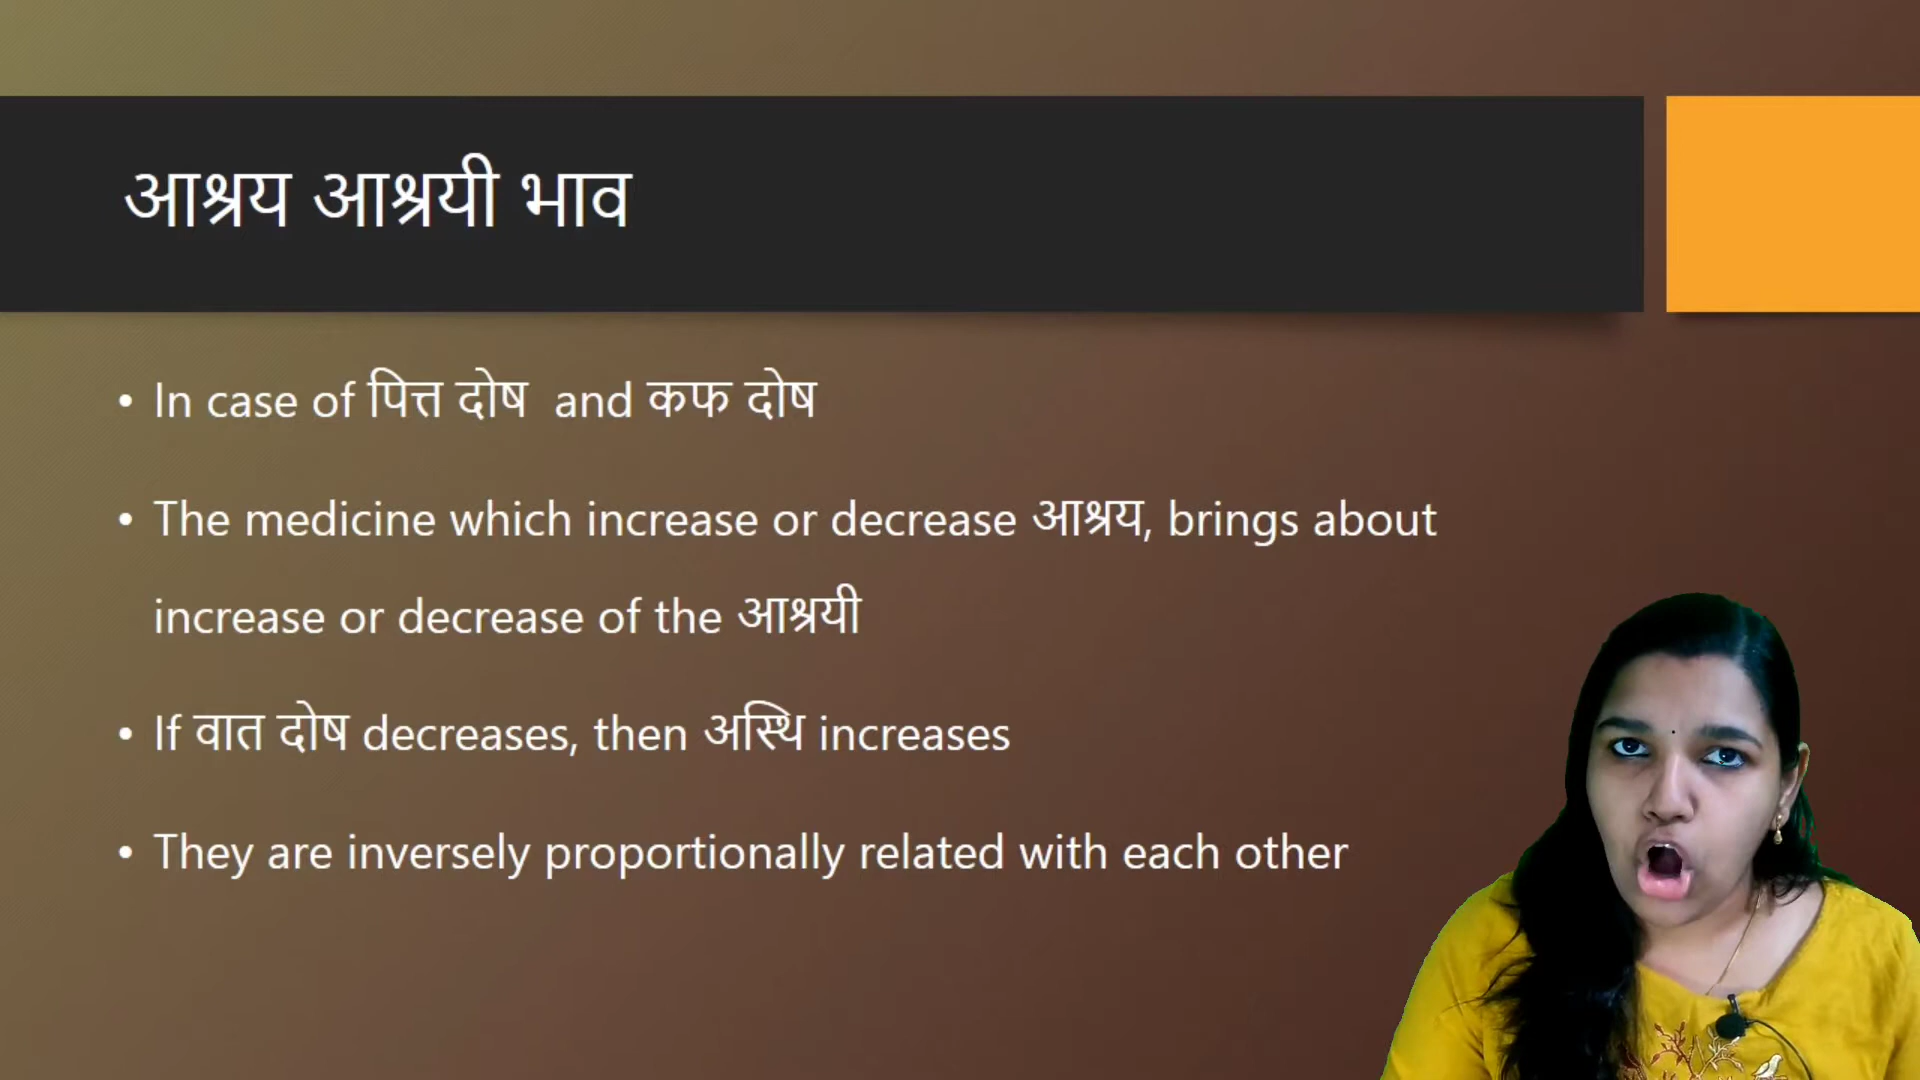 आश्रय आश्रयी भाव
• In case of पित्त दोष and कफ दोष
• The medicine which increase or decrease आश्रय, brings about
increase or decrease of the आश्रयी
• If वात दोष decreases, then अस्थि increases
• They are inversely proportionally related with each other